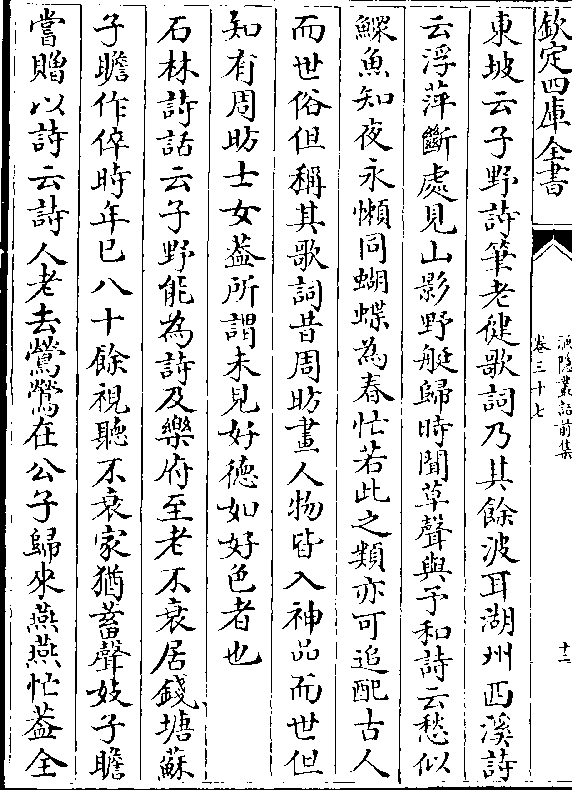 欽定四庫全書
漁隠叢話前集
卷三十七
十二
東坡云子野詩筆老健歌詞乃其餘波耳湖州西溪詩
云浮萍斷處見山影野艇歸時聞草聲與予和詩云愁似
鰥魚知夜永懶同蝴蝶為春忙若此之類亦可追配古人
而世俗但稱其歌詞昔周昉畫人物皆入神品而世但
知有周昉士女葢所謂未見好徳如好色者也
石林詩話云子野能為詩及樂府至老不衰居錢塘蘇
子瞻作倅時年已八十餘視聽不衰家猶蓄聲妓子瞻
嘗贈以詩云詩人老去鶯鶯在公子歸來燕燕忙葢全